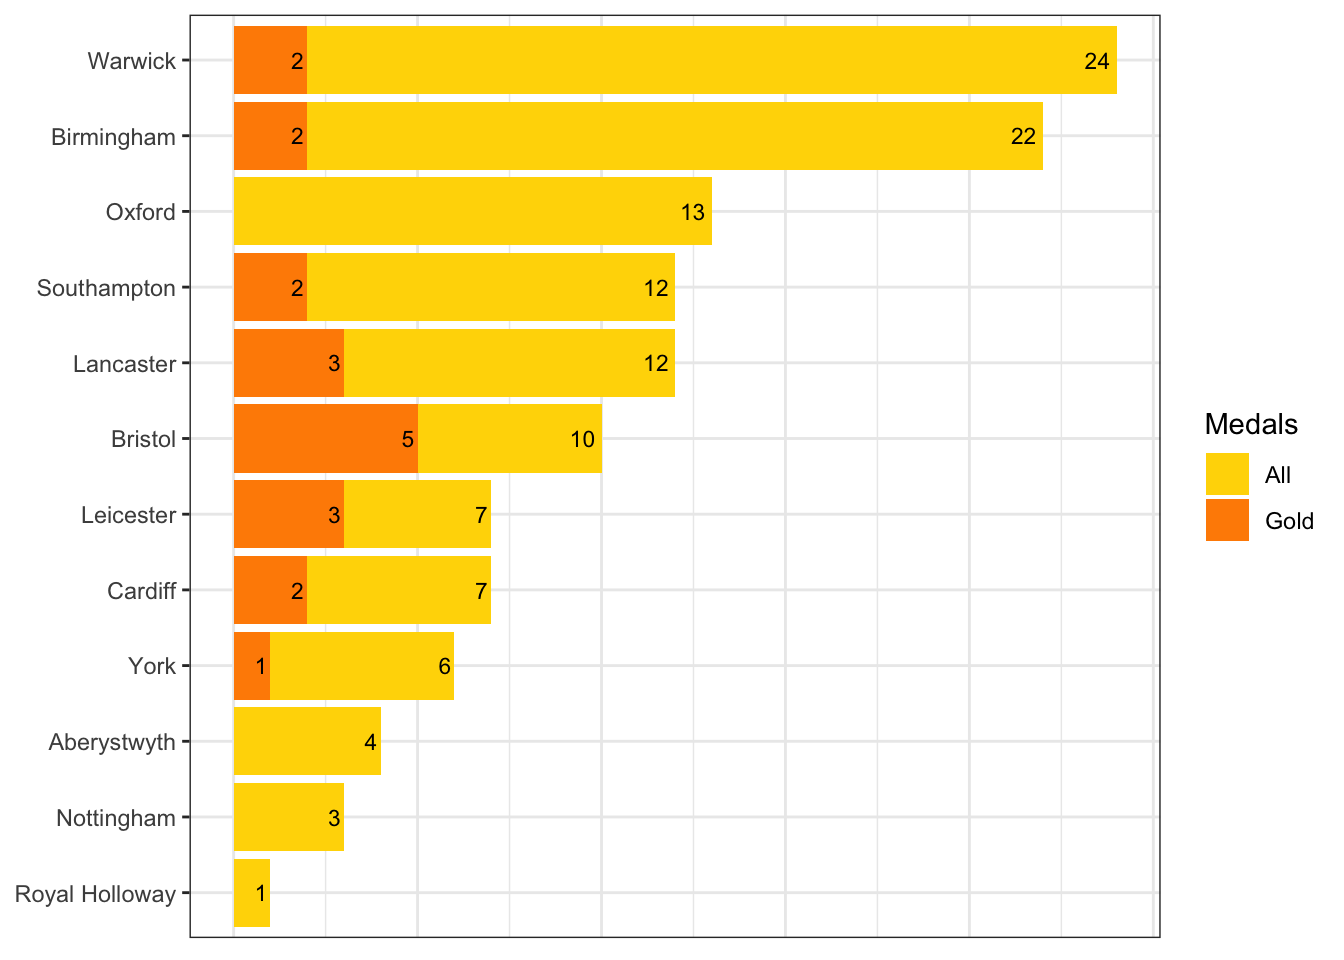 Warwick 2 24
Birmingham 2 22
Oxford 13
Southampton 2 12
Lancaster 3 12
Bristol 5 10
Leicester 3 7
Cardiff 2 7
York 1 6
Aberystwyth 4
Nottingham 3
Royal Holloway 1
Medals
All
Gold